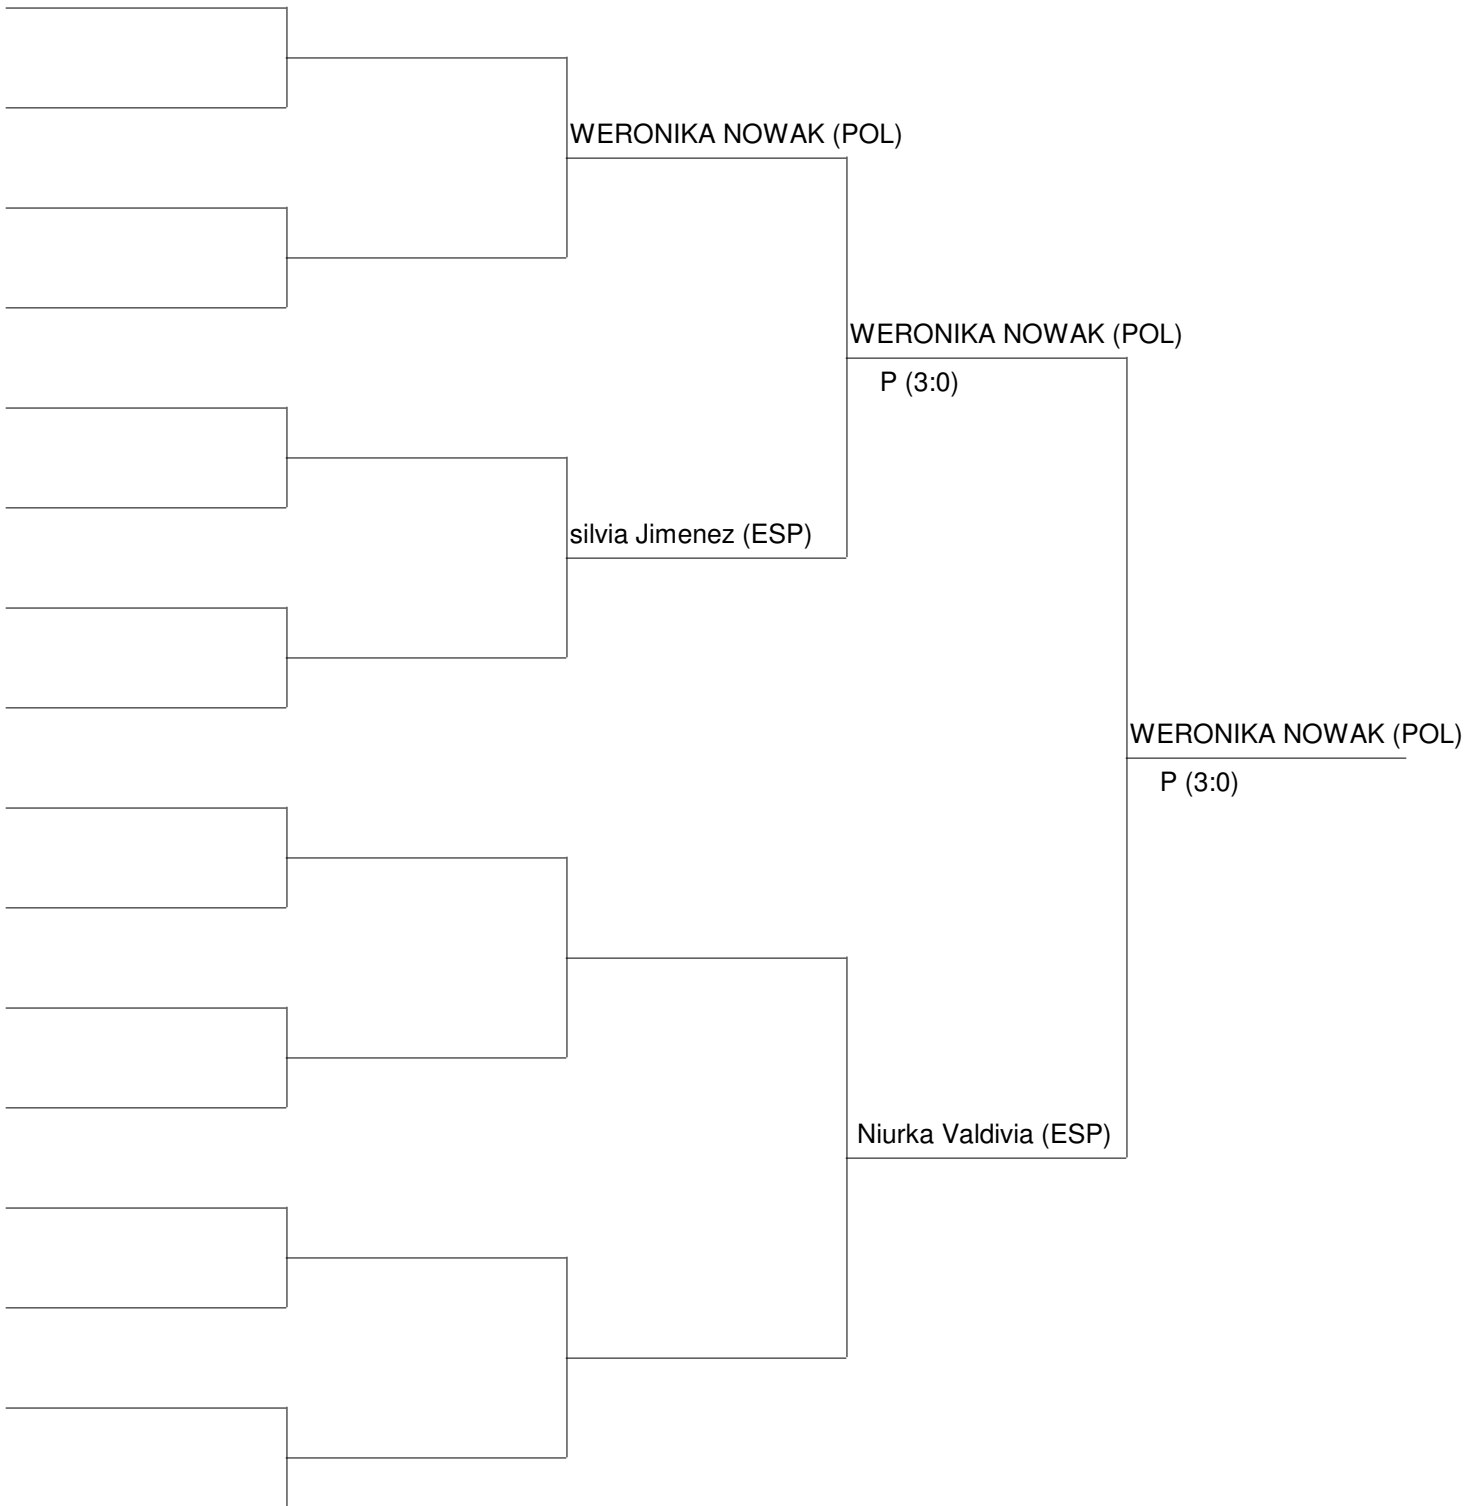 WERONIKA NOWAK (POL)
WERONIKA NOWAK (POL)
P (3:0)
silvia Jimenez (ESP)
WERONIKA NOWAK (POL)
P (3:0)
Niurka Valdivia (ESP)